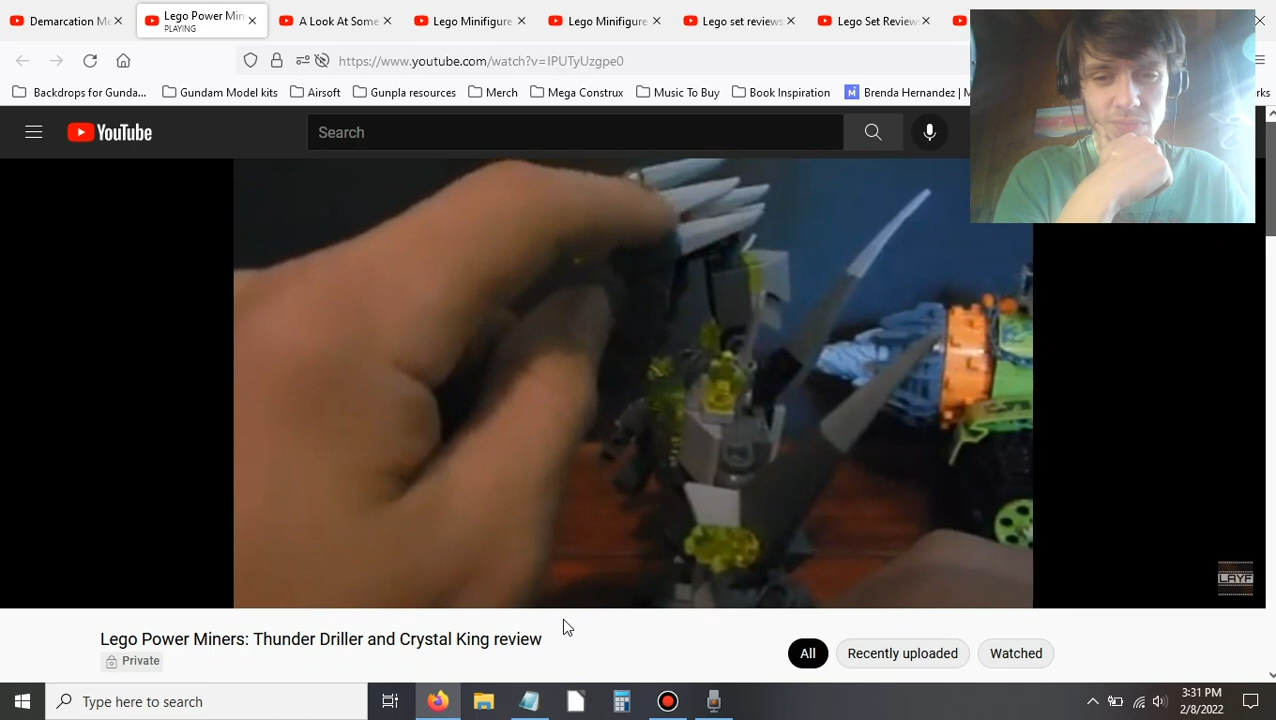 Demarcation Me
Lego Power Min
PLAYING
A Look At Some
Lego Minifigure
Lego Minifigure
Lego set reviews
Lego Set Review
https://www.youtube.com/watch?v=IPUTyUzgpe0
Backdrops for Gunda... Gundam Model kits Airsoft Gunpla resources Merch Mega Construx Music To Buy Book Inspiration Brenda Hernandez | M
YouTube
Search
LAYF
Lego Power Miners: Thunder Driller and Crystal King review
Private
All Recently uploaded Watched
Type here to search
3:31 PM
2/8/2022